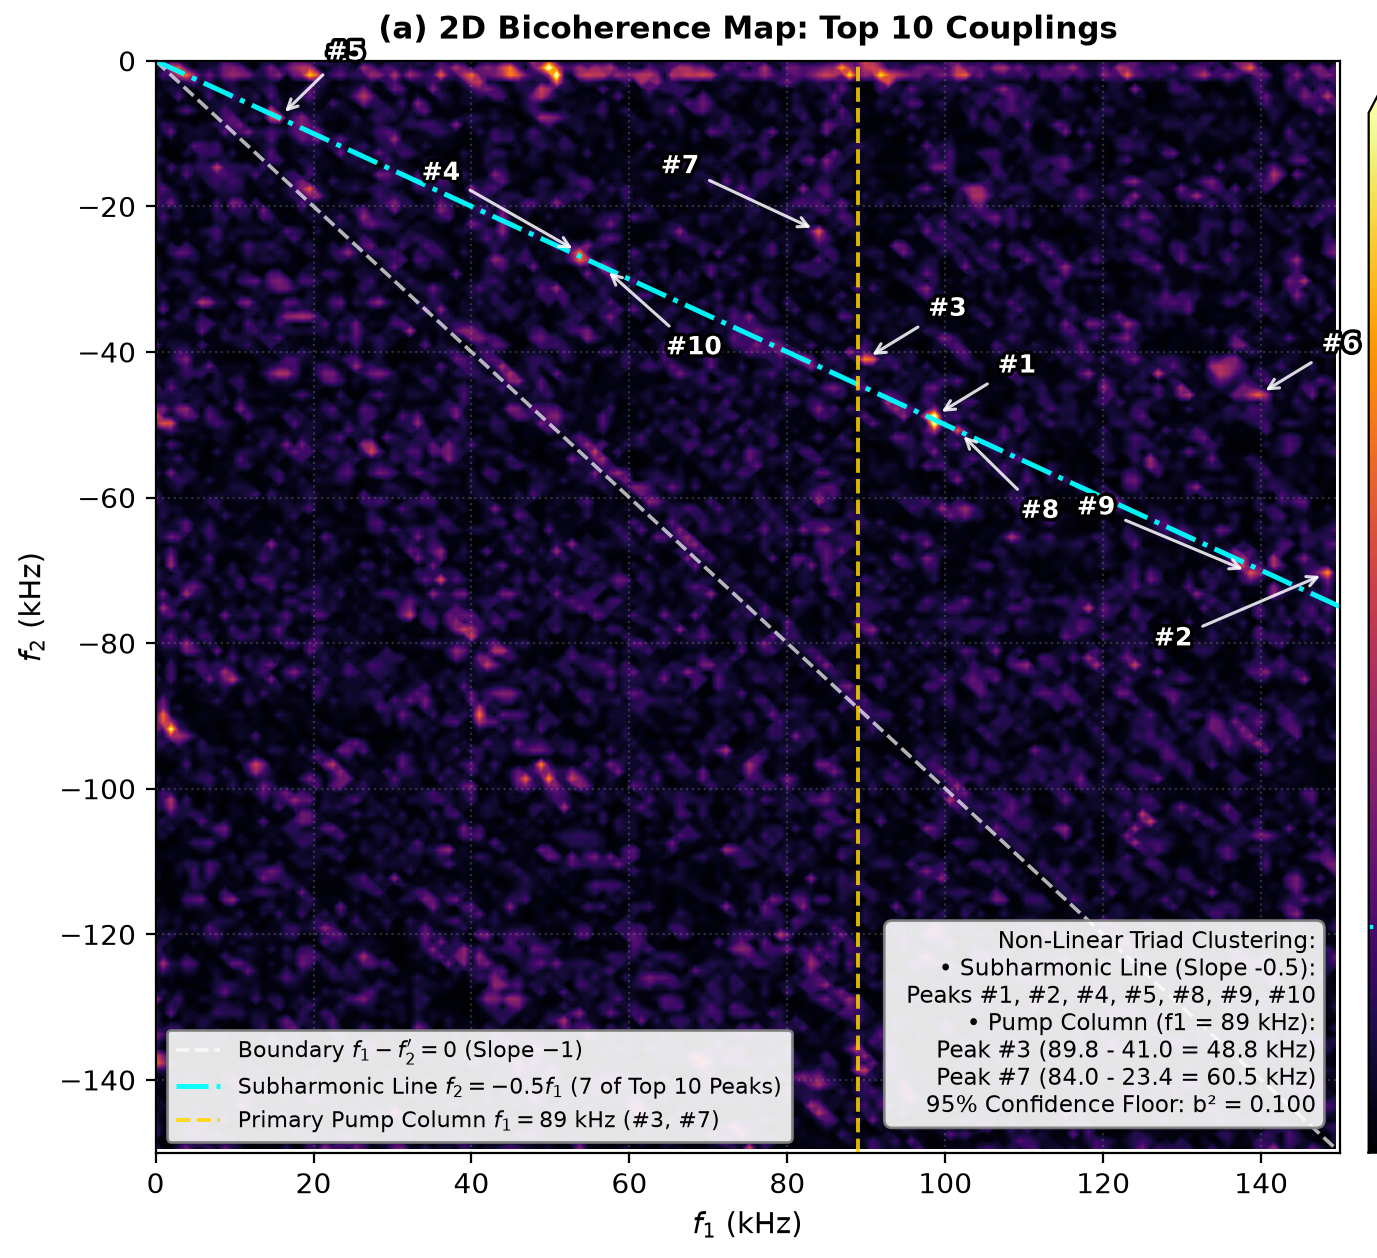 (a) 2D Bicoherence Map: Top 10 Couplings
#5
#4
#7
#10
#3
#6
#1
#8
#9
#2
0
−20
−40
−60
−80
−100
−120
−140
f₂ (kHz)
0
20
40
60
80
100
120
140
f₁ (kHz)
Boundary f₁ − f₂′ = 0 (Slope −1)
Subharmonic Line f₂ = −0.5f₁ (7 of Top 10 Peaks)
Primary Pump Column f₁ = 89 kHz (#3, #7)
Non-Linear Triad Clustering:
• Subharmonic Line (Slope -0.5):
Peaks #1, #2, #4, #5, #8, #9, #10
• Pump Column (f1 = 89 kHz):
Peak #3 (89.8 - 41.0 = 48.8 kHz)
Peak #7 (84.0 - 23.4 = 60.5 kHz)
95% Confidence Floor: b² = 0.100